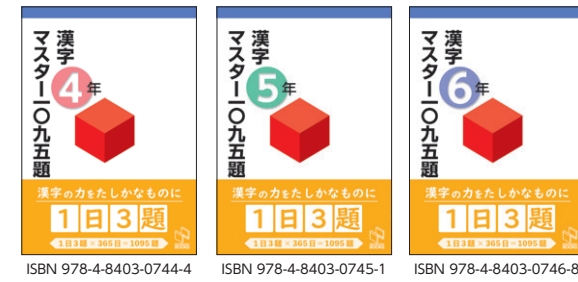 漢字
4年
マスター一〇九五題
漢字の力をたしかなものに
1日3題
1日3題×365日=1095題
ISBN 978-4-8403-0744-4
漢字
5年
マスター一〇九五題
漢字の力をたしかなものに
1日3題
1日3題×365日=1095題
ISBN 978-4-8403-0745-1
漢字
6年
マスター一〇九五題
漢字の力をたしかなものに
1日3題
1日3題×365日=1095題
ISBN 978-4-8403-0746-8